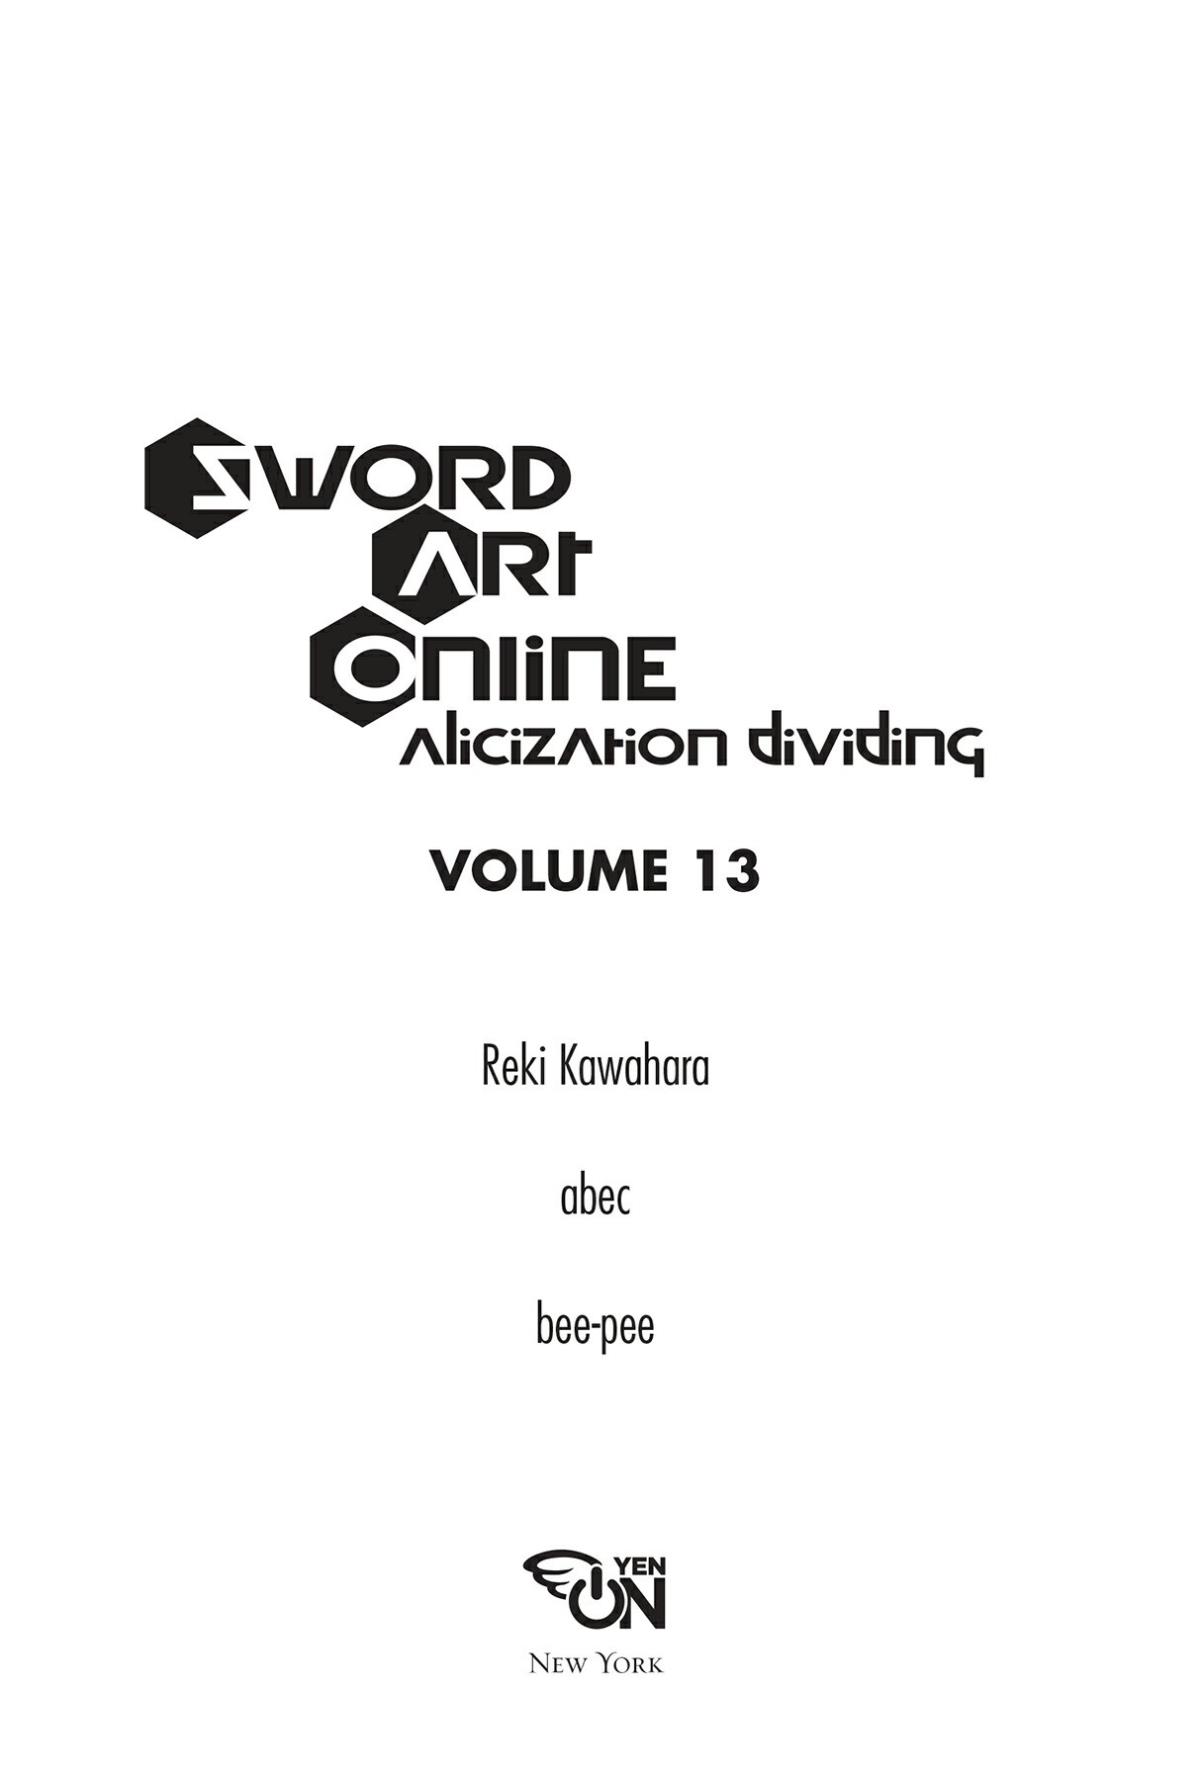 SWORD
ART
ONLINE
alicization dividing
VOLUME 13
Reki Kawahara
abec
bee-pee
YEN
ON
NEW YORK